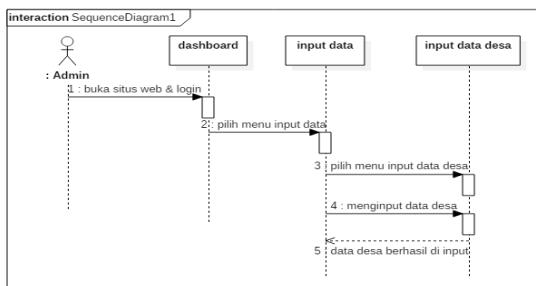 interaction SequenceDiagram1
dashboard
input data
input data desa
: Admin
1 : buka situs web & login
2 : pilih menu input data
3 : pilih menu input data desa
4 : menginput data desa
5 : data desa berhasil di input